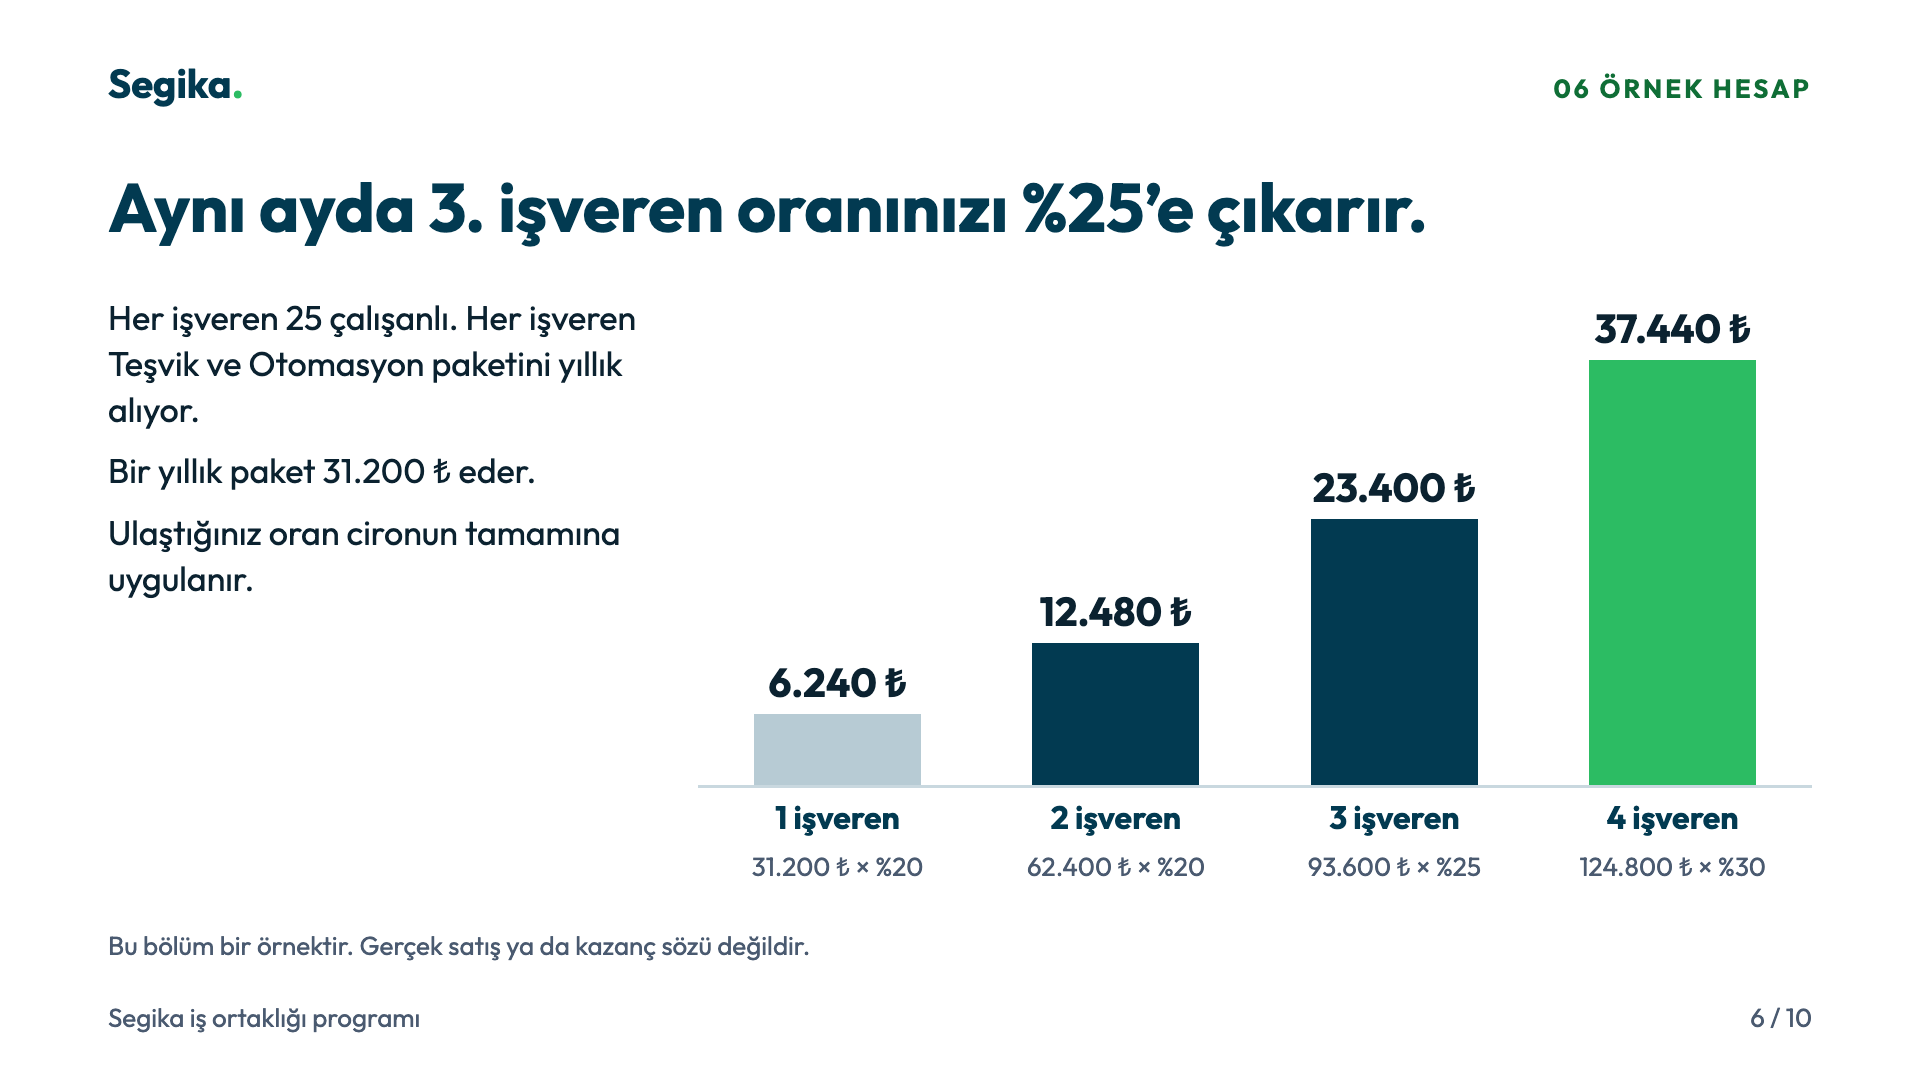 Segika.
06 ÖRNEK HESAP
Aynı ayda 3. işveren oranınızı %25’e çıkarır.
Her işveren 25 çalışanlı. Her işveren
Teşvik ve Otomasyon paketini yıllık
alıyor.
Bir yıllık paket 31.200 ₺ eder.
Ulaştığınız oran cironun tamamına
uygulanır.
6.240 ₺
12.480 ₺
23.400 ₺
37.440 ₺
1 işveren
2 işveren
3 işveren
4 işveren
31.200 ₺ × %20
62.400 ₺ × %20
93.600 ₺ × %25
124.800 ₺ × %30
Bu bölüm bir örnektir. Gerçek satış ya da kazanç sözü değildir.
Segika iş ortaklığı programı
6 / 10